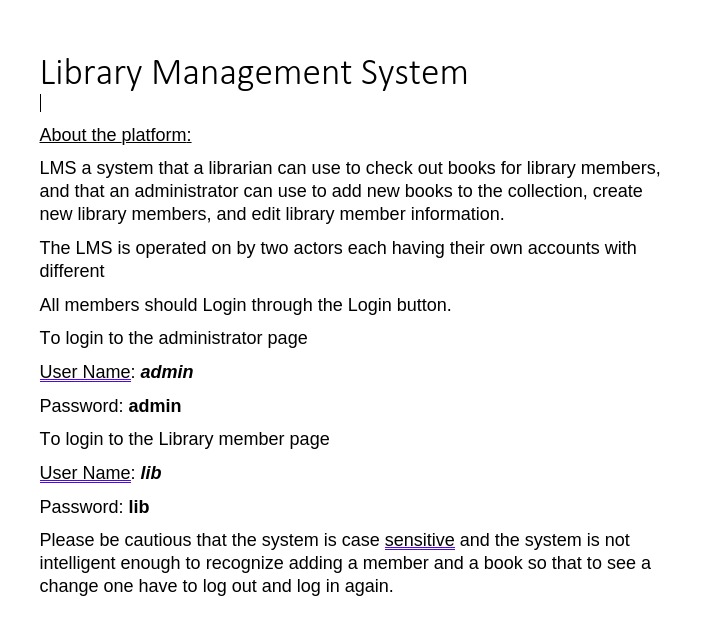 Library Management System
About the platform:
LMS a system that a librarian can use to check out books for library members,
and that an administrator can use to add new books to the collection, create
new library members, and edit library member information.
The LMS is operated on by two actors each having their own accounts with
different
All members should Login through the Login button.
To login to the administrator page
User Name: admin
Password: admin
To login to the Library member page
User Name: lib
Password: lib
Please be cautious that the system is case sensitive and the system is not
intelligent enough to recognize adding a member and a book so that to see a
change one have to log out and log in again.